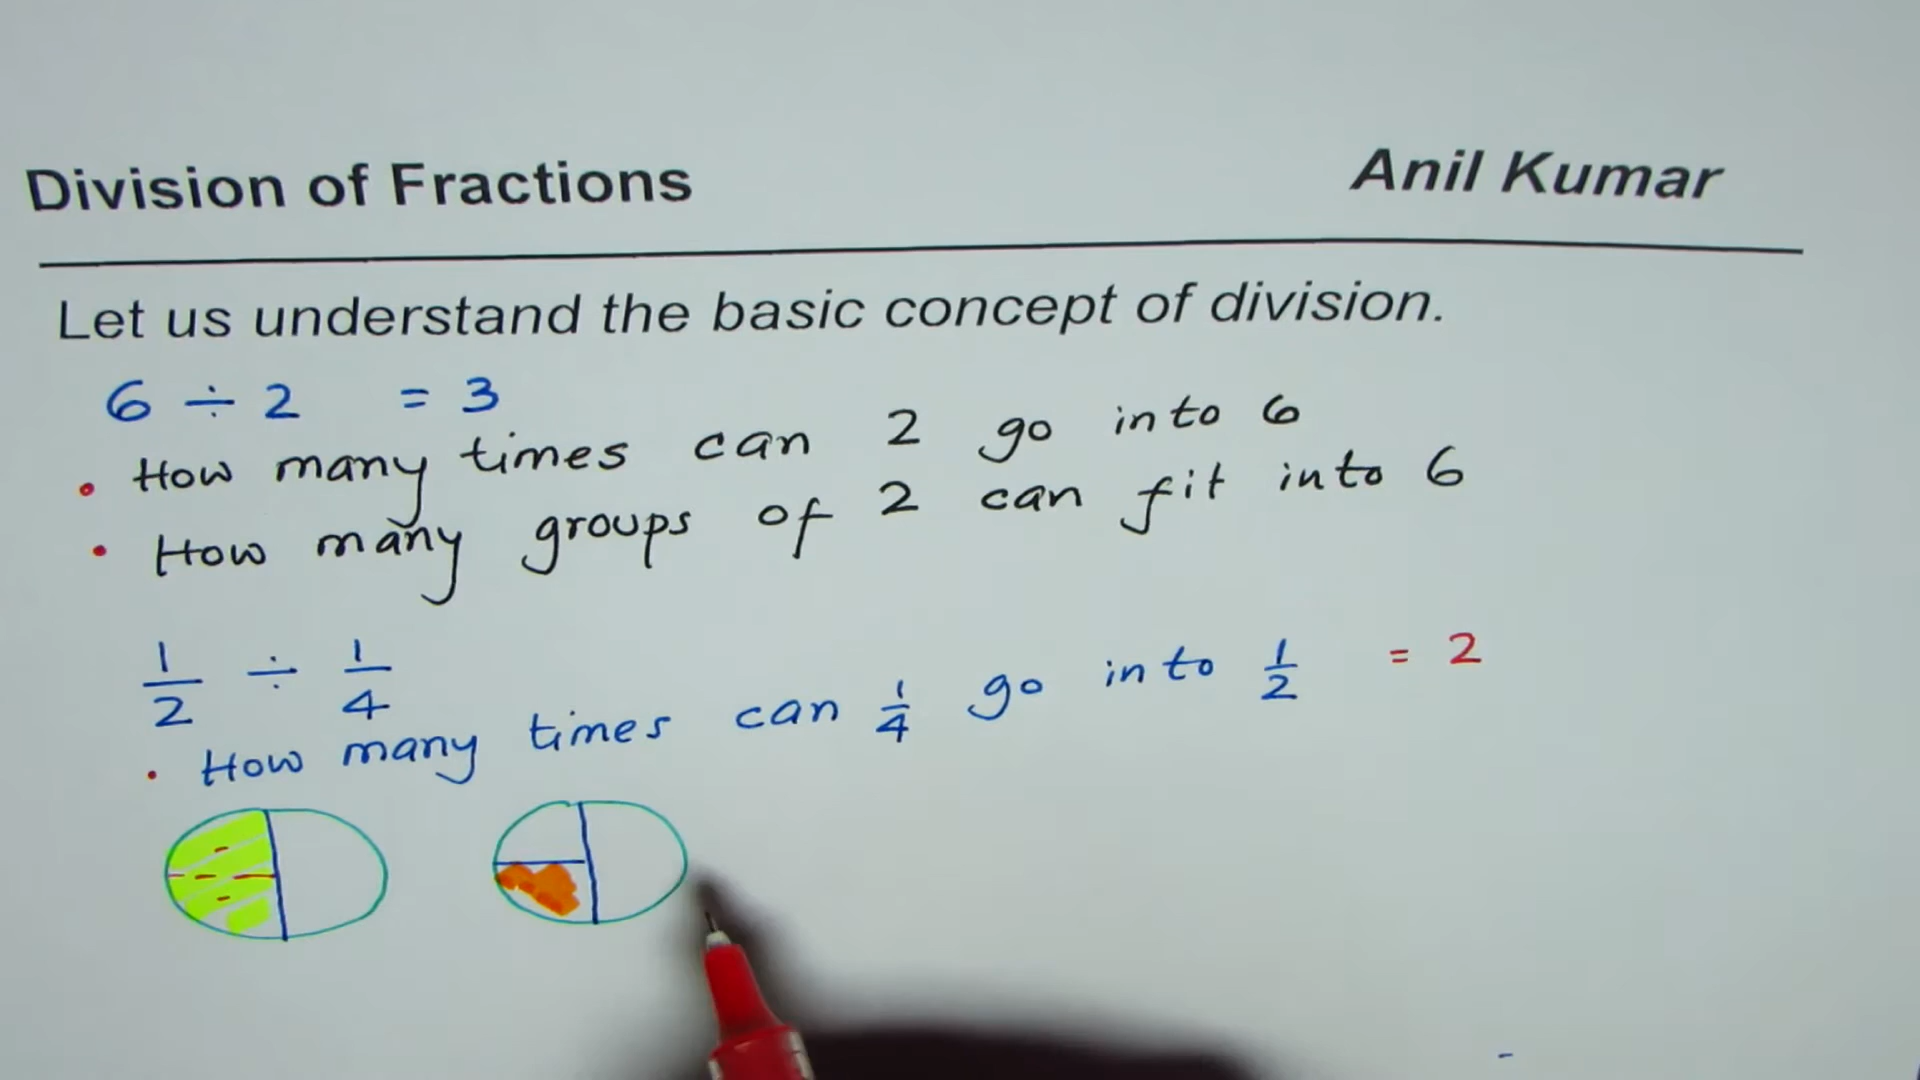 Division of Fractions
Anil Kumar
Let us understand the basic concept of division.
6 ÷ 2 = 3
• How many times can 2 go into 6
• How many groups of 2 can fit into 6
1/2 ÷ 1/4
• How many times can 1/4 go into 1/2 = 2